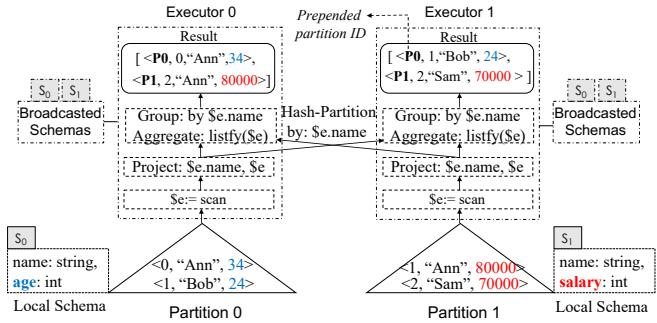 Executor 0
Prepended
partition ID
Executor 1
Result
[ <P0, 0,“Ann”,34>,
<P1, 2,“Ann”, 80000>]
Result
[ <P0, 1,“Bob”, 24>,
<P1, 2,“Sam”, 70000 > ]
S0 S1
Broadcasted
Schemas
Group: by $e.name
Aggregate: listfy($e)
Hash-Partition
by: $e.name
Group: by $e.name
Aggregate: listfy($e)
S0 S1
Broadcasted
Schemas
Project: $e.name, $e
Project: $e.name, $e
$e:= scan
$e:= scan
S0
name: string,
age: int
Local Schema
<0, “Ann”, 34>
<1, “Bob”, 24>
Partition 0
<1, “Ann”, 80000>
<2, “Sam”, 70000>
Partition 1
S1
name: string,
salary: int
Local Schema